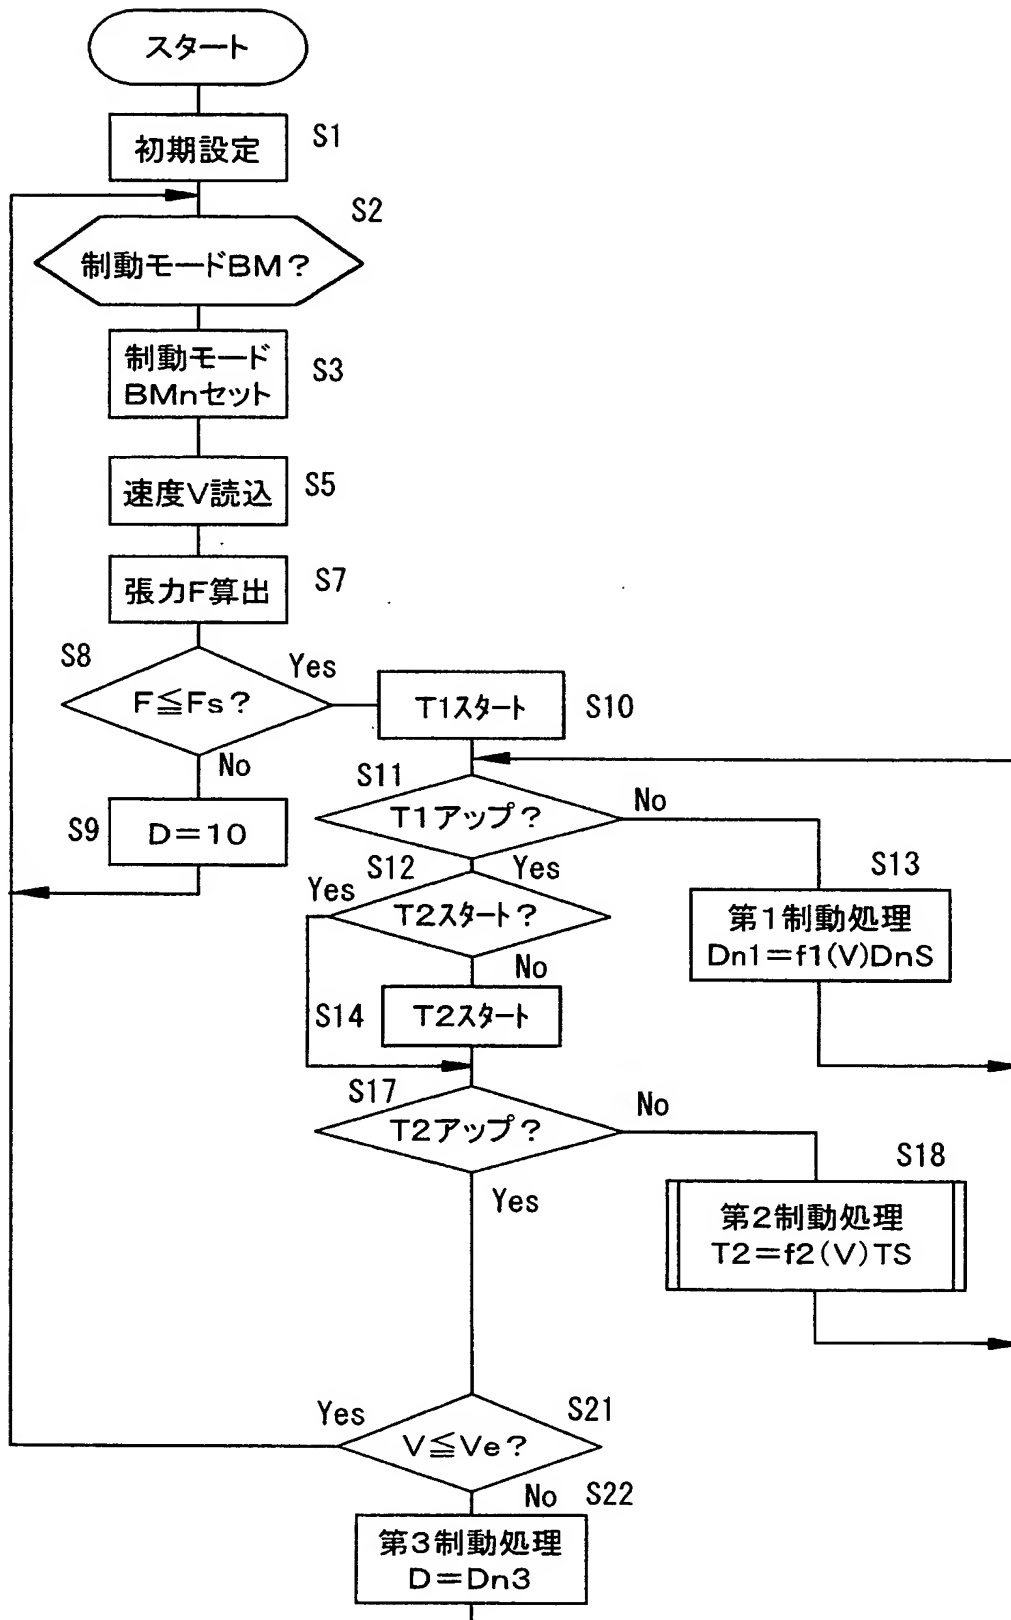 スタート
初期設定
S1
S2
制動モードBM?
制動モード
BMnセット
S3
速度V読込
S5
張力F算出
S7
S8
F≦Fs?
Yes
No
T1スタート
S10
S9
D=10
S11
T1アップ?
No
Yes
S12
Yes
T2スタート?
No
S13
第1制動処理
Dn1=f1(V)DnS
S14
T2スタート
S17
T2アップ?
No
Yes
S18
第2制動処理
T2=f2(V)TS
Yes
S21
V≦Ve?
No
S22
第3制動処理
D=Dn3